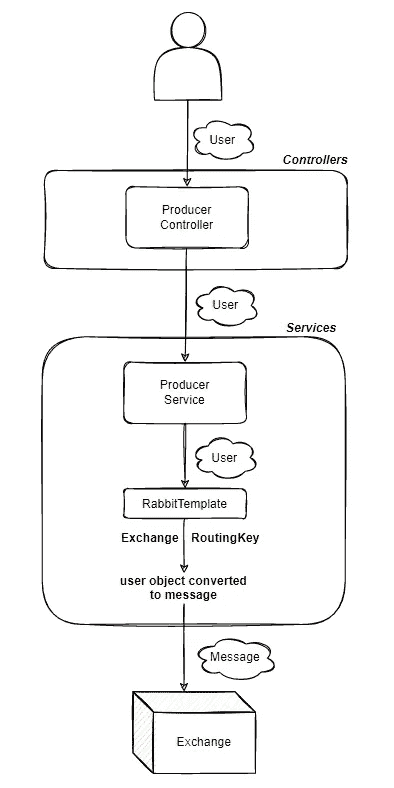 User
Controllers
Producer
Controller
User
Services
Producer
Service
User
RabbitTemplate
Exchange RoutingKey
user object converted
to message
Message
Exchange